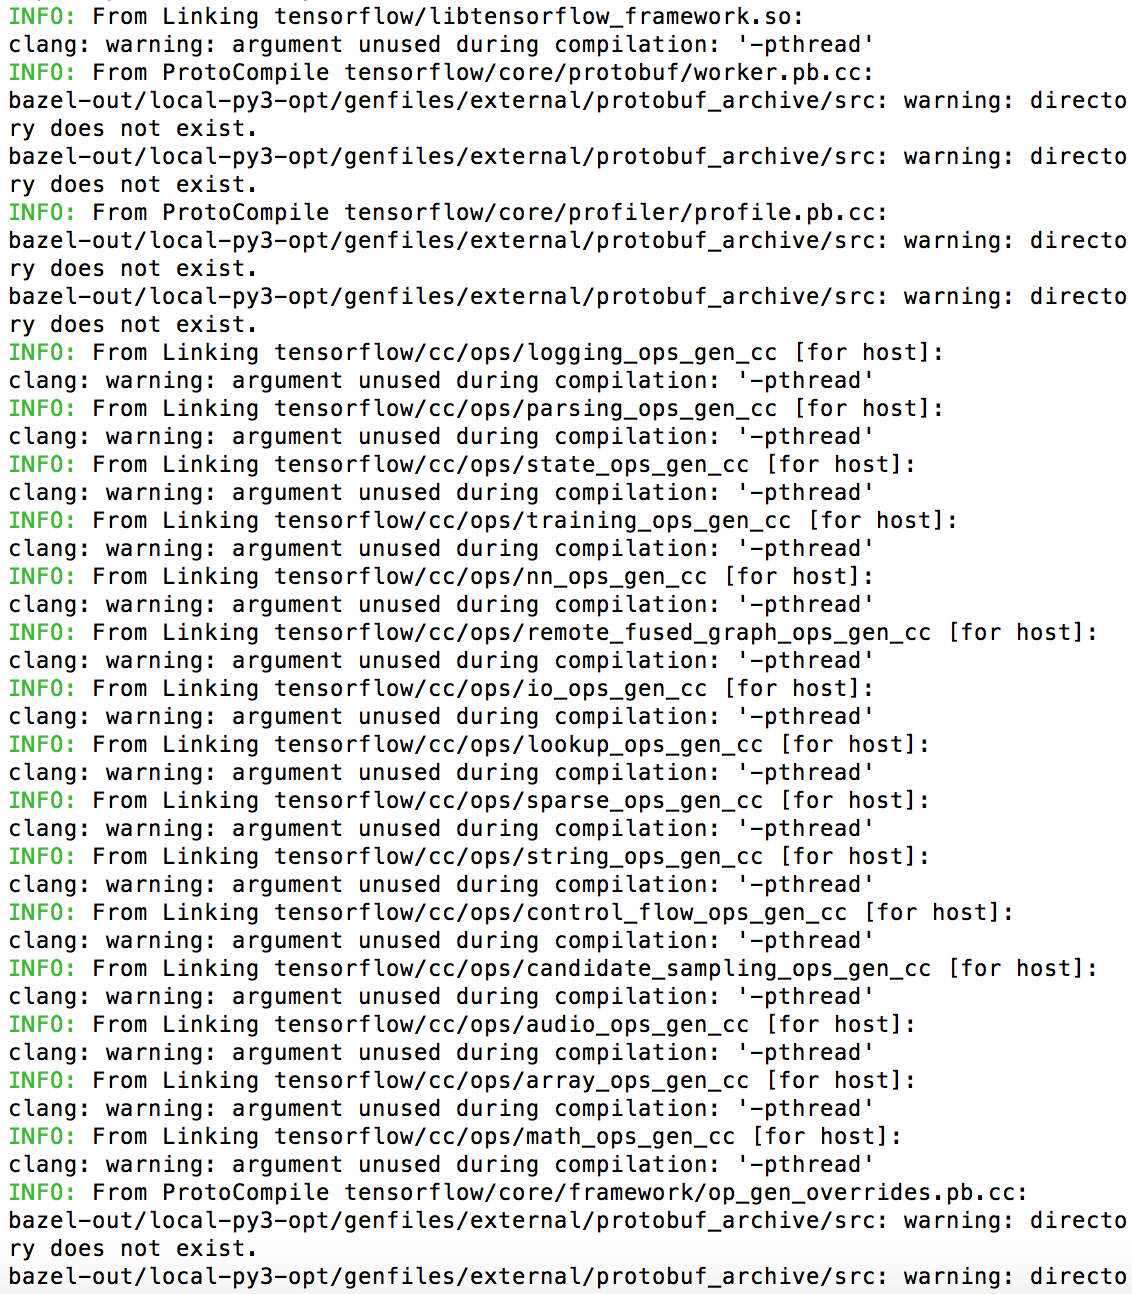 INFO: From Linking tensorflow/libtensorflow_framework.so:
clang: warning: argument unused during compilation: '-pthread'
INFO: From ProtoCompile tensorflow/core/protobuf/worker.pb.cc:
bazel-out/local-py3-opt/genfiles/external/protobuf_archive/src: warning: directo
ry does not exist.
bazel-out/local-py3-opt/genfiles/external/protobuf_archive/src: warning: directo
ry does not exist.
INFO: From ProtoCompile tensorflow/core/profiler/profile.pb.cc:
bazel-out/local-py3-opt/genfiles/external/protobuf_archive/src: warning: directo
ry does not exist.
bazel-out/local-py3-opt/genfiles/external/protobuf_archive/src: warning: directo
ry does not exist.
INFO: From Linking tensorflow/cc/ops/logging_ops_gen_cc [for host]:
clang: warning: argument unused during compilation: '-pthread'
INFO: From Linking tensorflow/cc/ops/parsing_ops_gen_cc [for host]:
clang: warning: argument unused during compilation: '-pthread'
INFO: From Linking tensorflow/cc/ops/state_ops_gen_cc [for host]:
clang: warning: argument unused during compilation: '-pthread'
INFO: From Linking tensorflow/cc/ops/training_ops_gen_cc [for host]:
clang: warning: argument unused during compilation: '-pthread'
INFO: From Linking tensorflow/cc/ops/nn_ops_gen_cc [for host]:
clang: warning: argument unused during compilation: '-pthread'
INFO: From Linking tensorflow/cc/ops/remote_fused_graph_ops_gen_cc [for host]:
clang: warning: argument unused during compilation: '-pthread'
INFO: From Linking tensorflow/cc/ops/io_ops_gen_cc [for host]:
clang: warning: argument unused during compilation: '-pthread'
INFO: From Linking tensorflow/cc/ops/lookup_ops_gen_cc [for host]:
clang: warning: argument unused during compilation: '-pthread'
INFO: From Linking tensorflow/cc/ops/sparse_ops_gen_cc [for host]:
clang: warning: argument unused during compilation: '-pthread'
INFO: From Linking tensorflow/cc/ops/string_ops_gen_cc [for host]:
clang: warning: argument unused during compilation: '-pthread'
INFO: From Linking tensorflow/cc/ops/control_flow_ops_gen_cc [for host]:
clang: warning: argument unused during compilation: '-pthread'
INFO: From Linking tensorflow/cc/ops/candidate_sampling_ops_gen_cc [for host]:
clang: warning: argument unused during compilation: '-pthread'
INFO: From Linking tensorflow/cc/ops/audio_ops_gen_cc [for host]:
clang: warning: argument unused during compilation: '-pthread'
INFO: From Linking tensorflow/cc/ops/array_ops_gen_cc [for host]:
clang: warning: argument unused during compilation: '-pthread'
INFO: From Linking tensorflow/cc/ops/math_ops_gen_cc [for host]:
clang: warning: argument unused during compilation: '-pthread'
INFO: From ProtoCompile tensorflow/core/framework/op_gen_overrides.pb.cc:
bazel-out/local-py3-opt/genfiles/external/protobuf_archive/src: warning: directo
ry does not exist.
bazel-out/local-py3-opt/genfiles/external/protobuf_archive/src: warning: directo